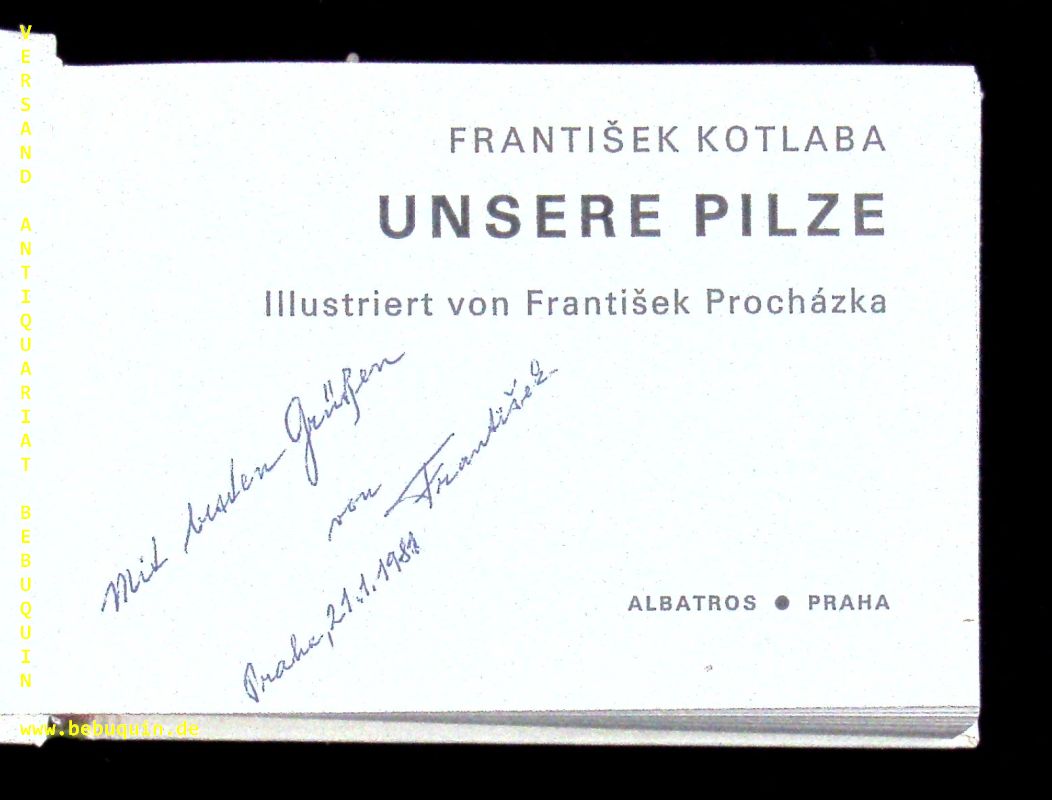 FRANTIŠEK KOTLABA
UNSERE PILZE
Illustriert von František Procházka
Mit besten Grüßen
von František
Praha, 21.1.1981
ALBATROS ● PRAHA
VERSAND ANTIQUARIAT BEBUQUIN
www.bebuquin.de